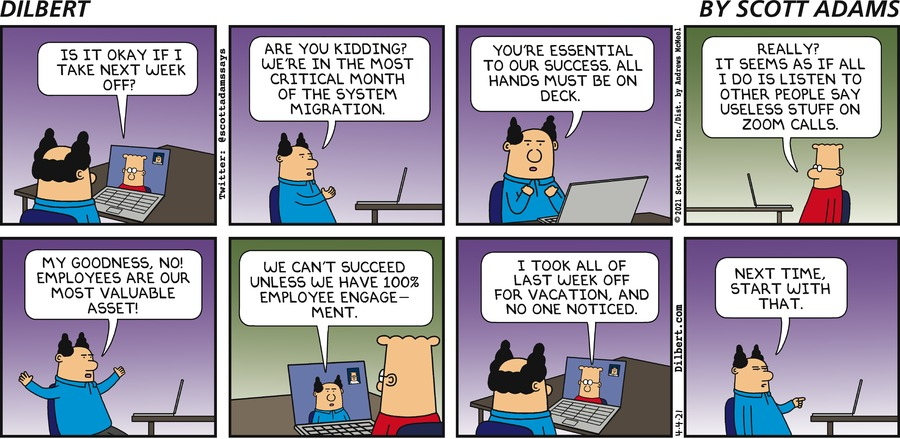 DILBERT
BY SCOTT ADAMS
IS IT OKAY IF I
TAKE NEXT WEEK
OFF?
Twitter: @scottadamssays
ARE YOU KIDDING?
WE'RE IN THE MOST
CRITICAL MONTH
OF THE SYSTEM
MIGRATION.
YOU'RE ESSENTIAL
TO OUR SUCCESS. ALL
HANDS MUST BE ON
DECK.
© 2021 Scott Adams, Inc./Dist. by Andrews McMeel
REALLY?
IT SEEMS AS IF ALL
I DO IS LISTEN TO
OTHER PEOPLE SAY
USELESS STUFF ON
ZOOM CALLS.
MY GOODNESS, NO!
EMPLOYEES ARE OUR
MOST VALUABLE
ASSET!
WE CAN'T SUCCEED
UNLESS WE HAVE 100%
EMPLOYEE ENGAGE-
MENT.
I TOOK ALL OF
LAST WEEK OFF
FOR VACATION, AND
NO ONE NOTICED.
Dilbert.com
4-4-21
NEXT TIME,
START WITH
THAT.